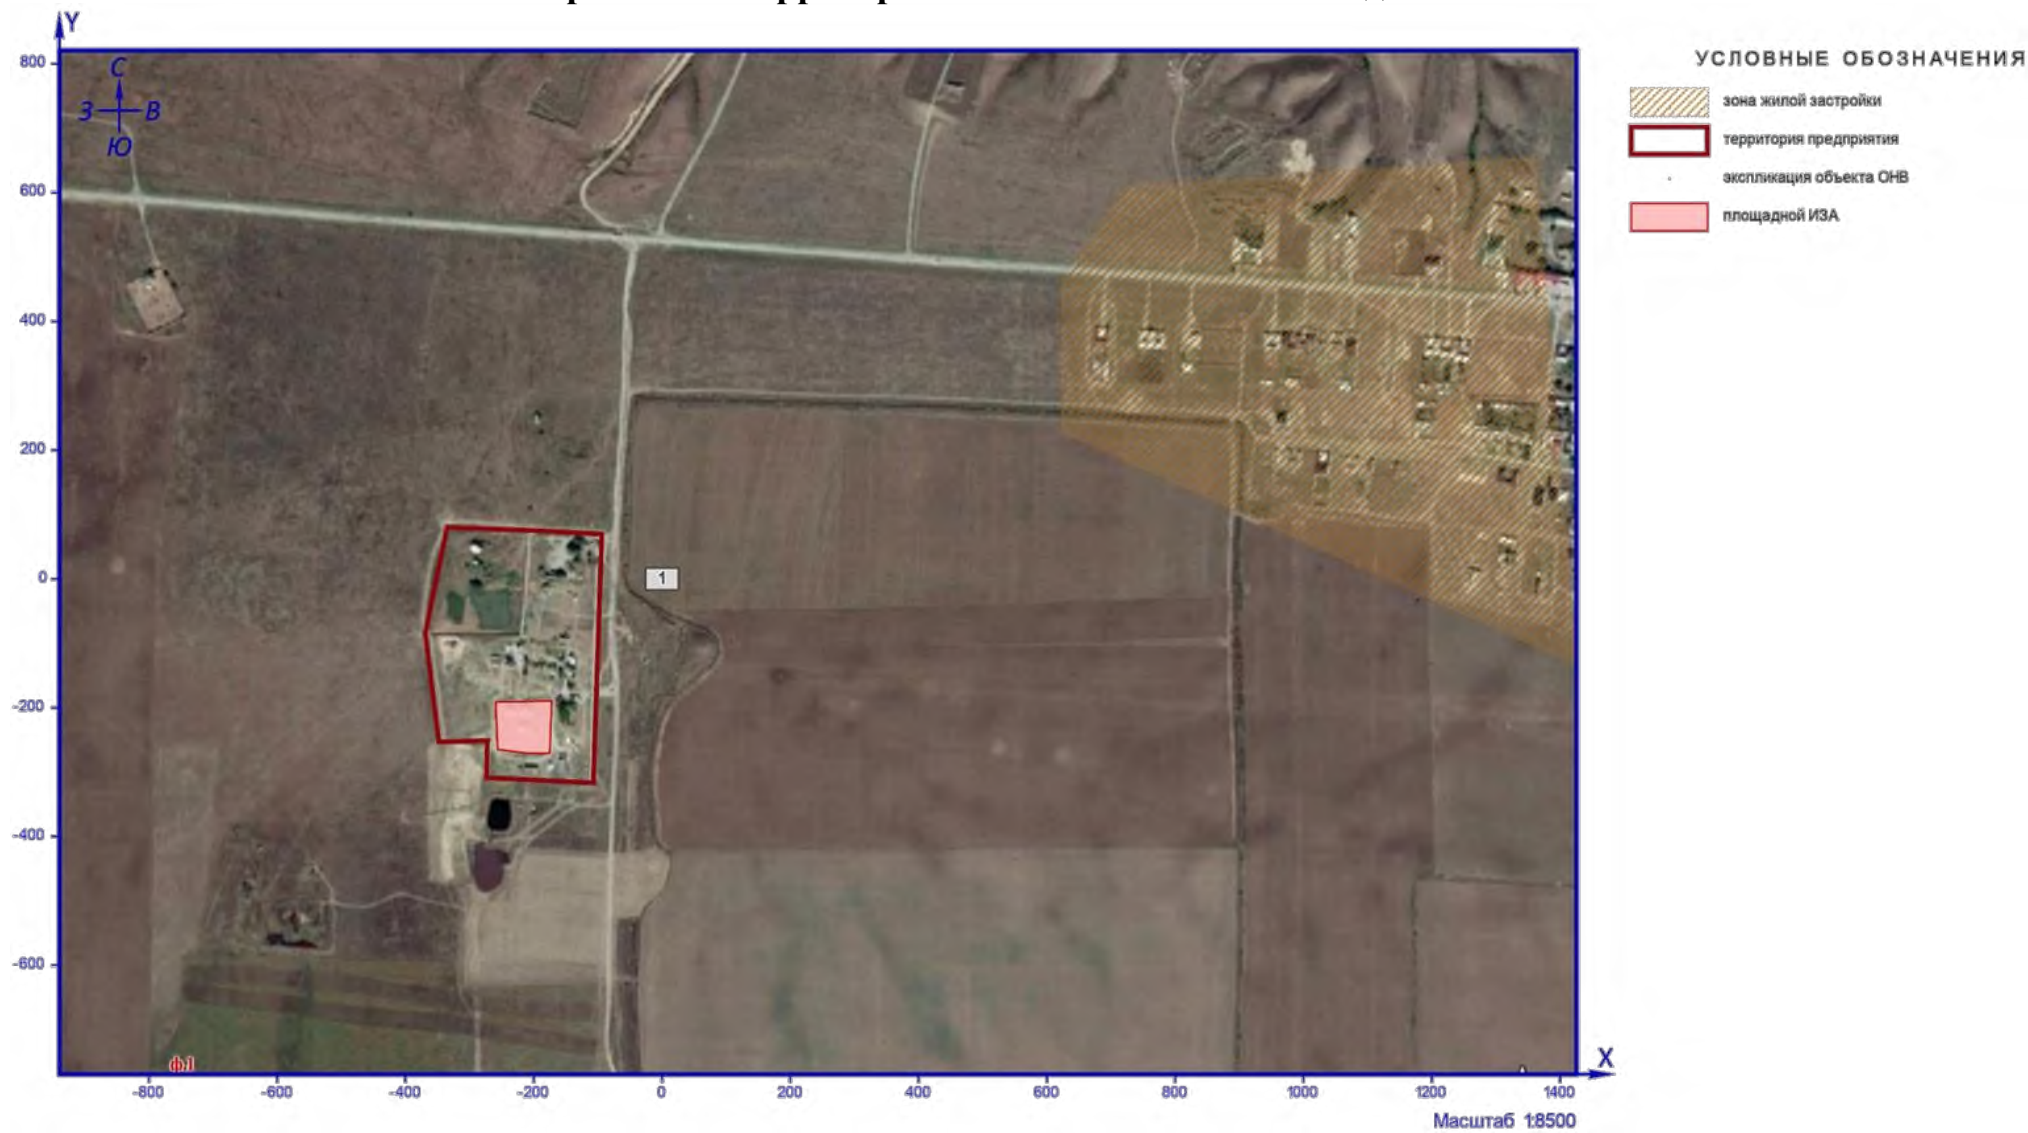 Y
800
600
400
200
0
-200
-400
-600
С
З В
Ю
1
ф.1
-800 -600 -400 -200 0 200 400 600 800 1000 1200 1400
X
Масштаб 1:8500
УСЛОВНЫЕ ОБОЗНАЧЕНИЯ
зона жилой застройки
территория предприятия
экспликация объекта ОНВ
площадной ИЗА